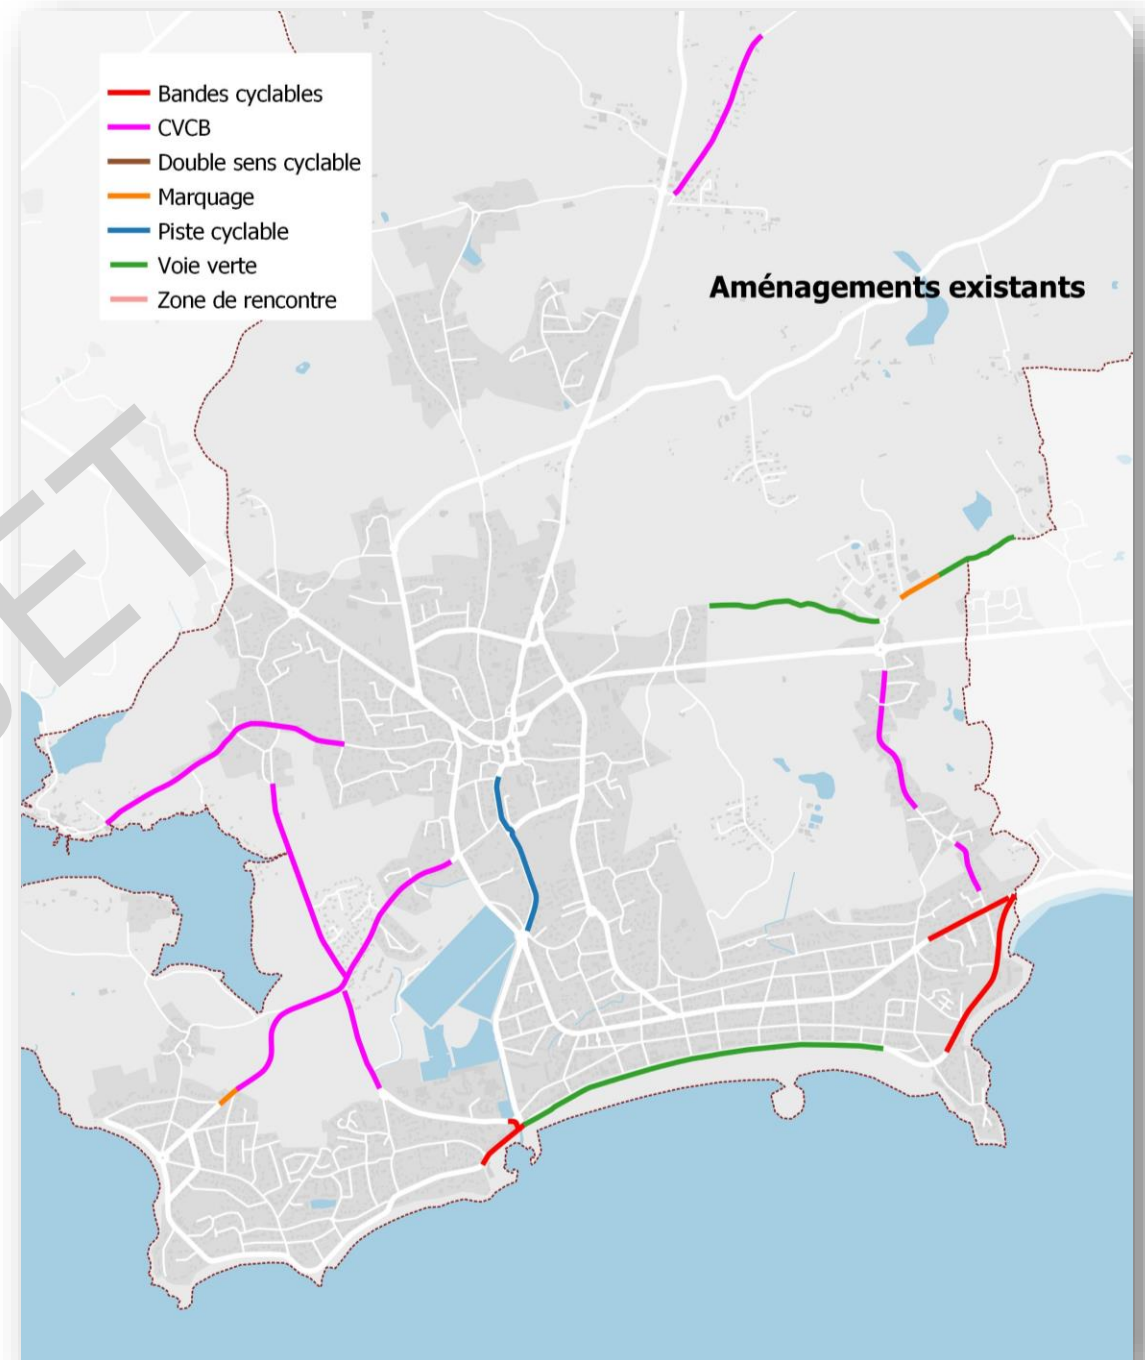 Bandes cyclables
CVCB
Double sens cyclable
Marquage
Piste cyclable
Voie verte
Zone de rencontre
Aménagements existants